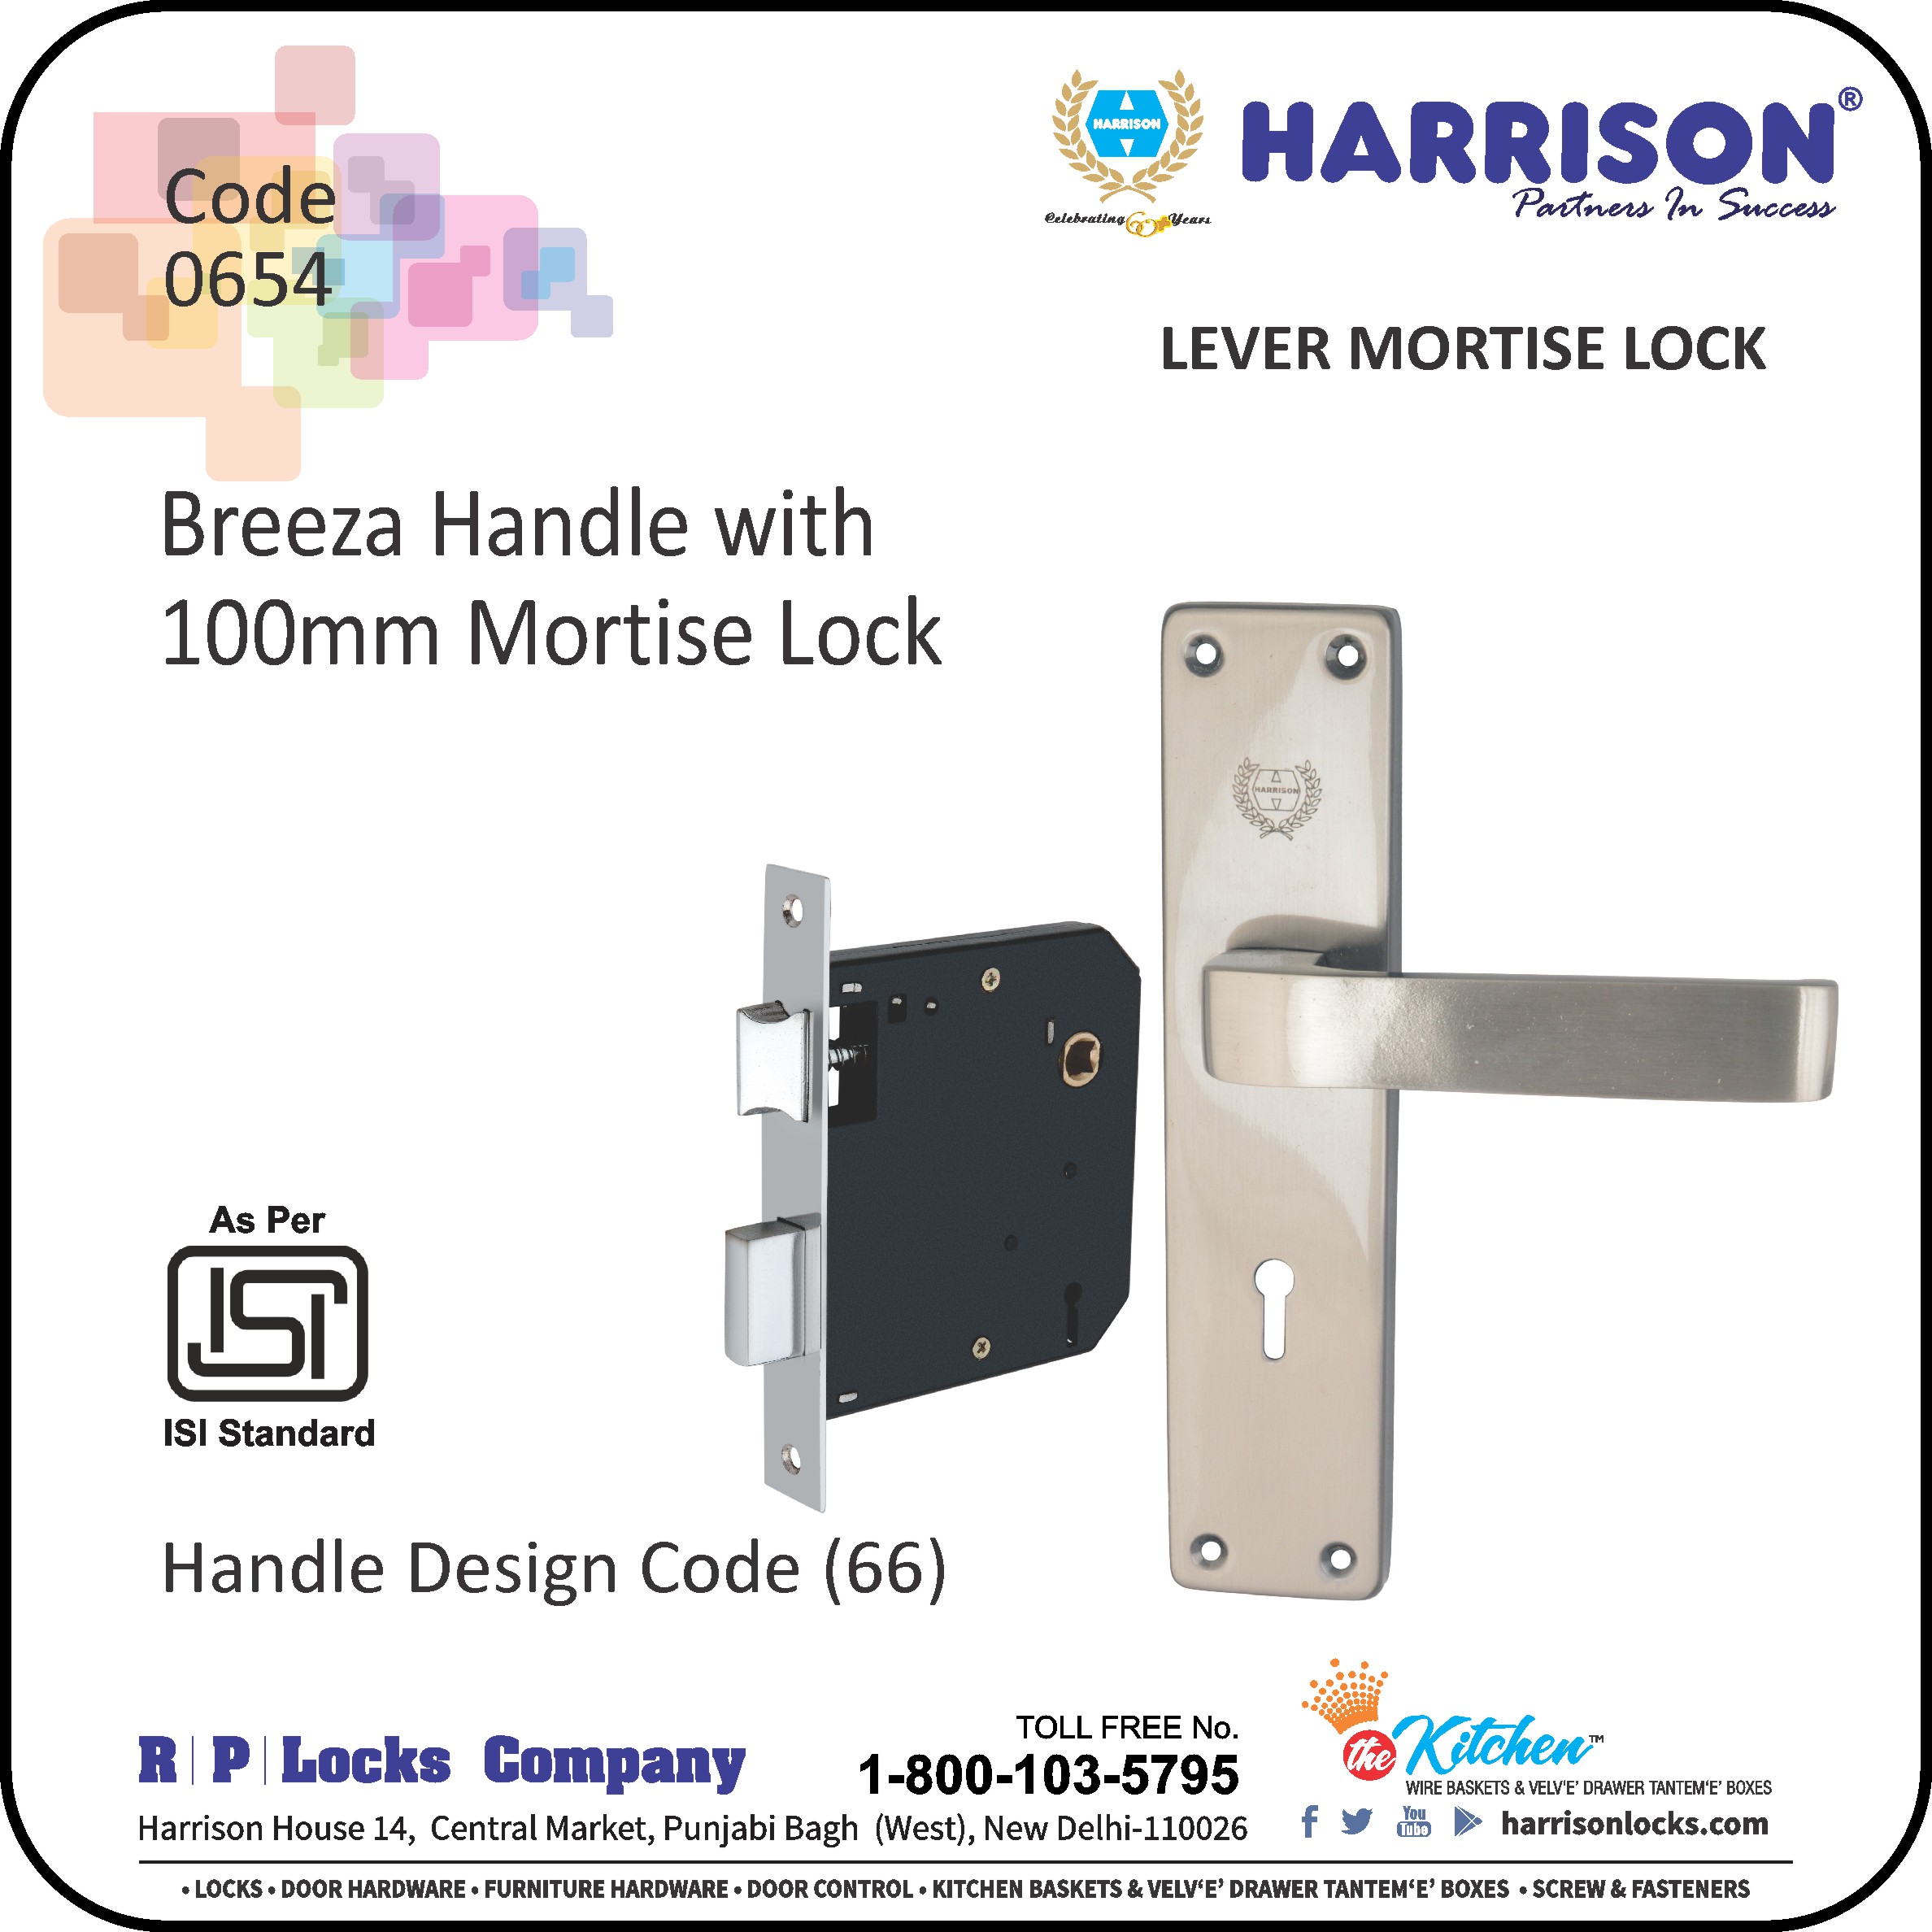 Code
0654
HARRISON
Celebrating 60+ Years
HARRISON®
Partners In Success
LEVER MORTISE LOCK
Breeza Handle with
100mm Mortise Lock
HARRISON
As Per
ISI
ISI Standard
Handle Design Code (66)
R|P|Locks Company
TOLL FREE No.
1-800-103-5795
Harrison House 14, Central Market, Punjabi Bagh (West), New Delhi-110026
the Kitchen™
WIRE BASKETS & VELV'E' DRAWER TANTEM‘E’ BOXES
f You Tube harrisonlocks.com
• LOCKS • DOOR HARDWARE • FURNITURE HARDWARE • DOOR CONTROL • KITCHEN BASKETS & VELV‘E’ DRAWER TANTEM‘E’ BOXES • SCREW & FASTENERS